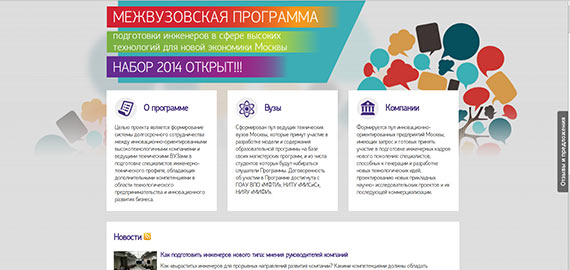 МЕЖВУЗОВСКАЯ ПРОГРАММА
подготовки инженеров в сфере высоких
технологий для новой экономики Москвы
НАБОР 2014 ОТКРЫТ!!!
О программе
Целью проекта является формирование
систему долгосрочного сотрудничества
между инновационно-ориентированными
высокотехнологичными компаниями и
ведущими техническими ВУЗами в
подготовке специалистов инженерно-
технического профиля, обладающих
дополнительными компетенциями в
области технологического
предпринимательства и инновационного
развития бизнеса.
Вузы
Сформирован пул ведущих технических
вузов Москвы, которые примут участие в
разработке модели и содержания
образовательной программы на базе
своих магистерских программ, и из числа
студентов которых будут набираться
слушатели Программы. Договоренность
об участии в Программе достигнута с
ГОАУ ВПО «МФТИ», НИТУ «МИСиС»,
НИЯУ «МИФИ».
Компании
Формируется пул инновационно-
ориентированных предприятий Москвы,
имеющих запрос и готовых принять
участие в подготовке инженерных кадров
нового поколения: специалистов,
способных к генерации и разработке
новых технологических идей,
проектированию новых прикладных
научно-исследовательских проектов и их
последующей коммерциализации.
Отзывы и предложения
Новости
Как подготовить инженеров нового типа: мнения руководителей компаний
Как «вырастить» инженеров для прорывных направлений развития компании? Какими компетенциями должны обладать